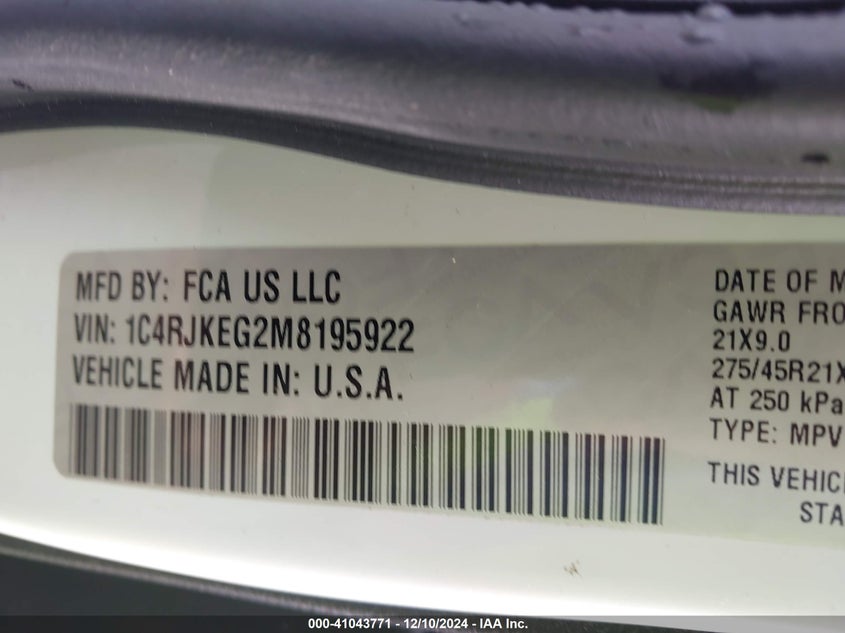 MFD BY: FCA US LLC
VIN: 1C4RJKEG2M8195922
VEHICLE MADE IN: U.S.A.
DATE OF M
GAWR FRO
21X9.0
275/45R21X
AT 250 kPa
TYPE: MPV
THIS VEHIC
STA
000-41043771 - 12/10/2024 - IAA Inc.